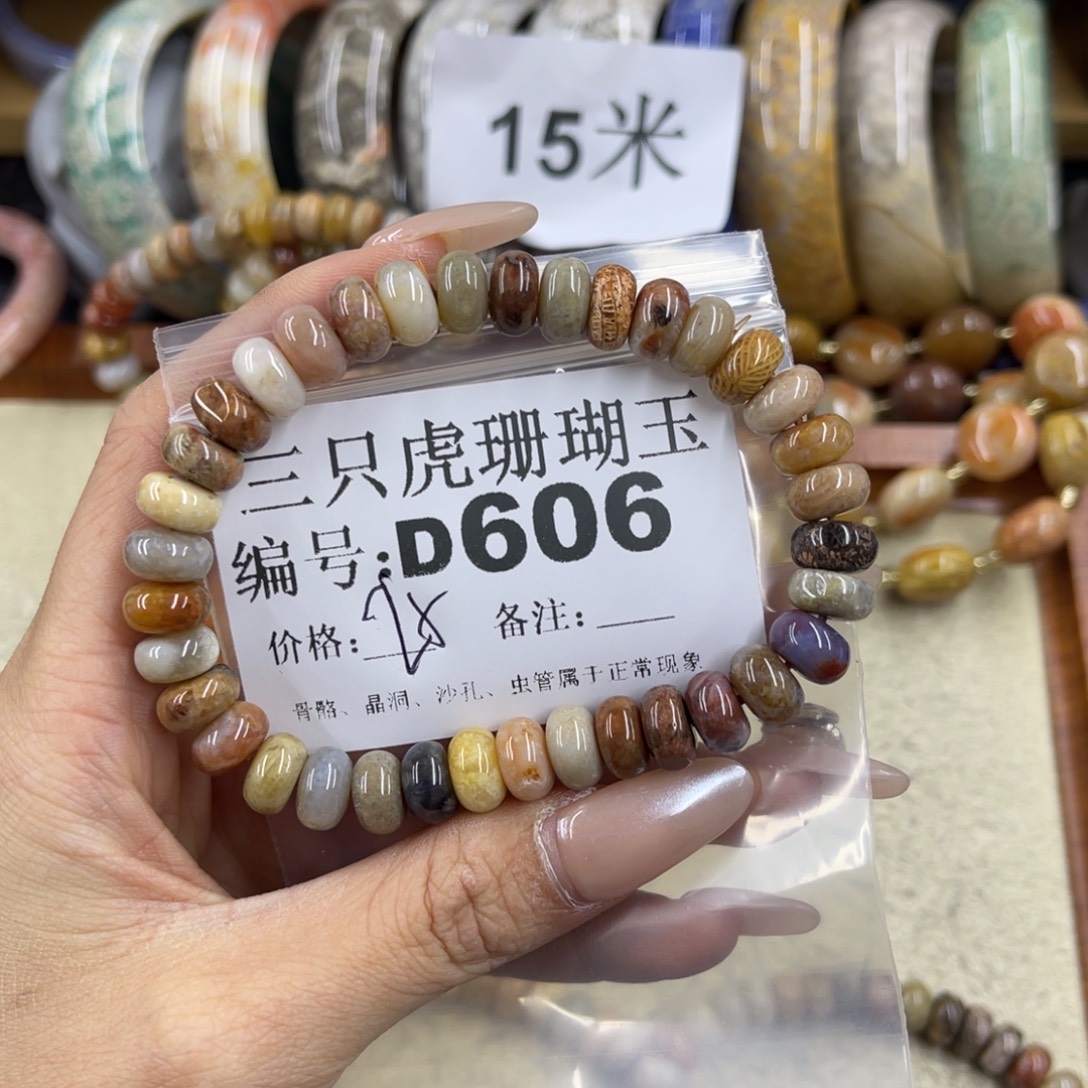 15米
三只虎珊瑚玉
编号:D606
价格:
备注:
骨骼、晶洞、沙孔、虫管属于正常现象